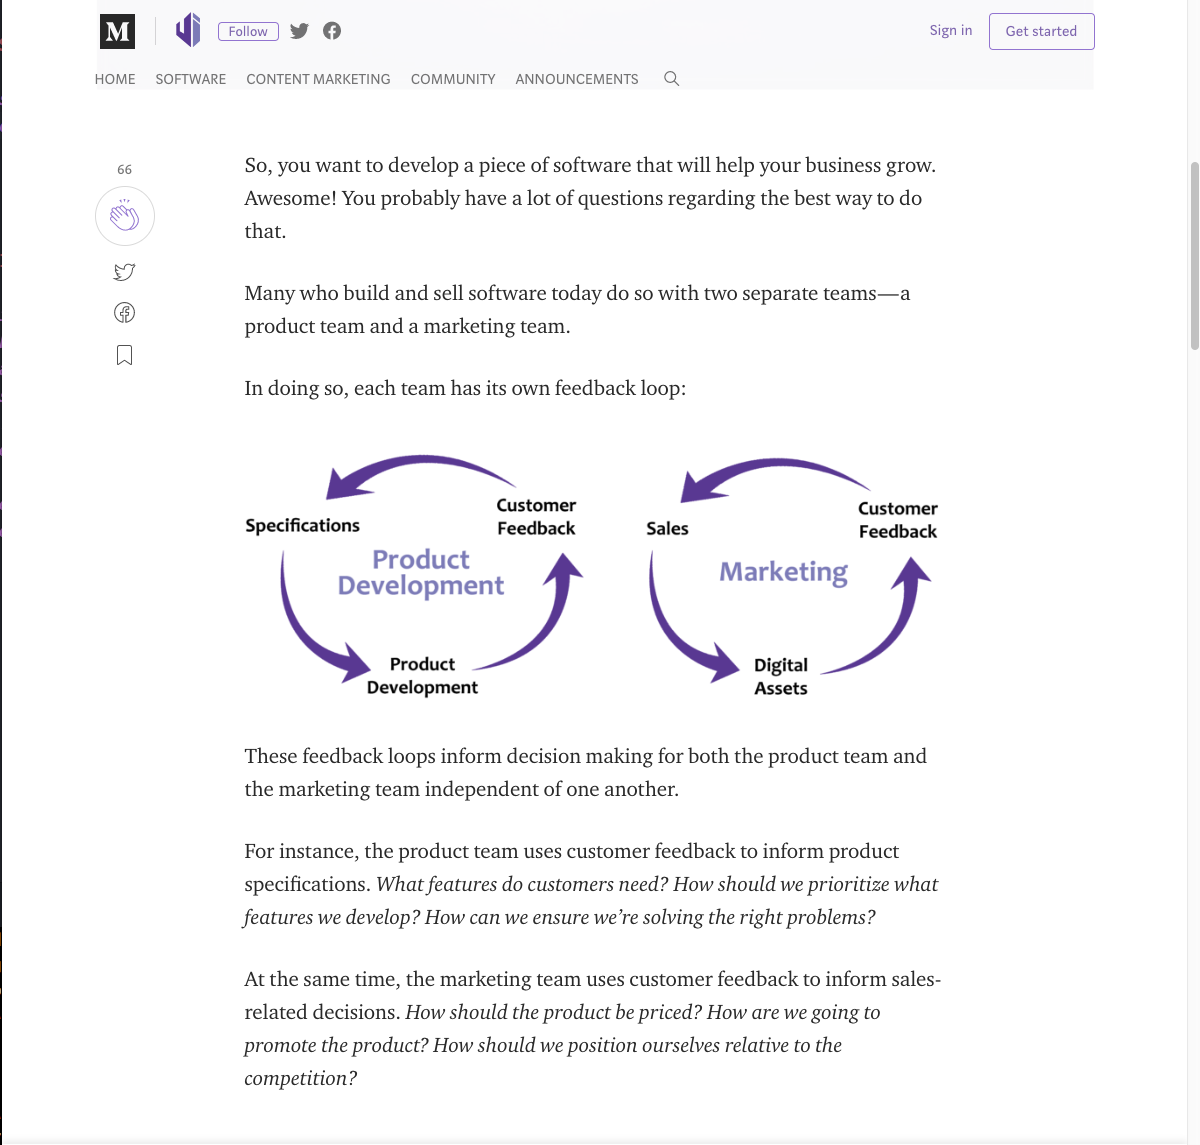 M
Follow
Sign in
Get started
HOME SOFTWARE CONTENT MARKETING COMMUNITY ANNOUNCEMENTS
66
So, you want to develop a piece of software that will help your business grow.
Awesome! You probably have a lot of questions regarding the best way to do
that.
Many who build and sell software today do so with two separate teams — a
product team and a marketing team.
In doing so, each team has its own feedback loop:
Specifications
Customer
Feedback
Product
Development
Product
Development
Sales
Customer
Feedback
Marketing
Digital
Assets
These feedback loops inform decision making for both the product team and
the marketing team independent of one another.
For instance, the product team uses customer feedback to inform product
specifications. What features do customers need? How should we prioritize what
features we develop? How can we ensure we’re solving the right problems?
At the same time, the marketing team uses customer feedback to inform sales-
related decisions. How should the product be priced? How are we going to
promote the product? How should we position ourselves relative to the
competition?